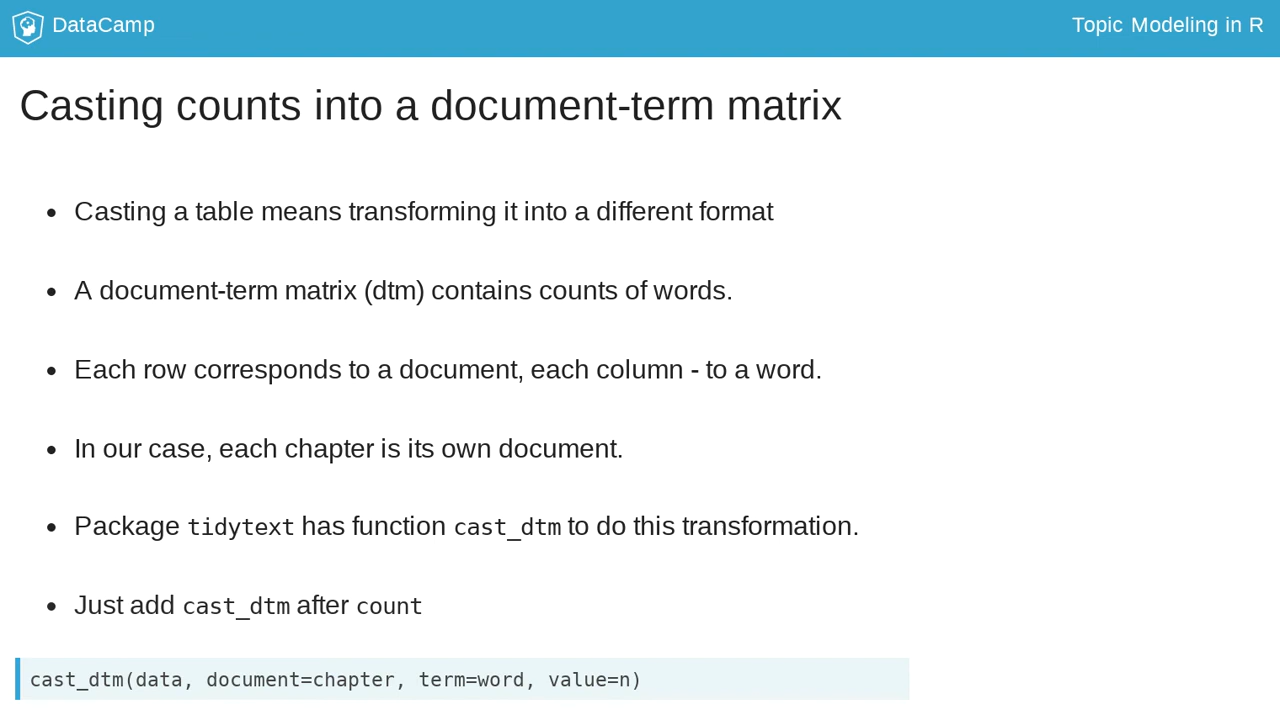 DataCamp
Topic Modeling in R
Casting counts into a document-term matrix
• Casting a table means transforming it into a different format
• A document-term matrix (dtm) contains counts of words.
• Each row corresponds to a document, each column - to a word.
• In our case, each chapter is its own document.
• Package tidytext has function cast_dtm to do this transformation.
• Just add cast_dtm after count
cast_dtm(data, document=chapter, term=word, value=n)